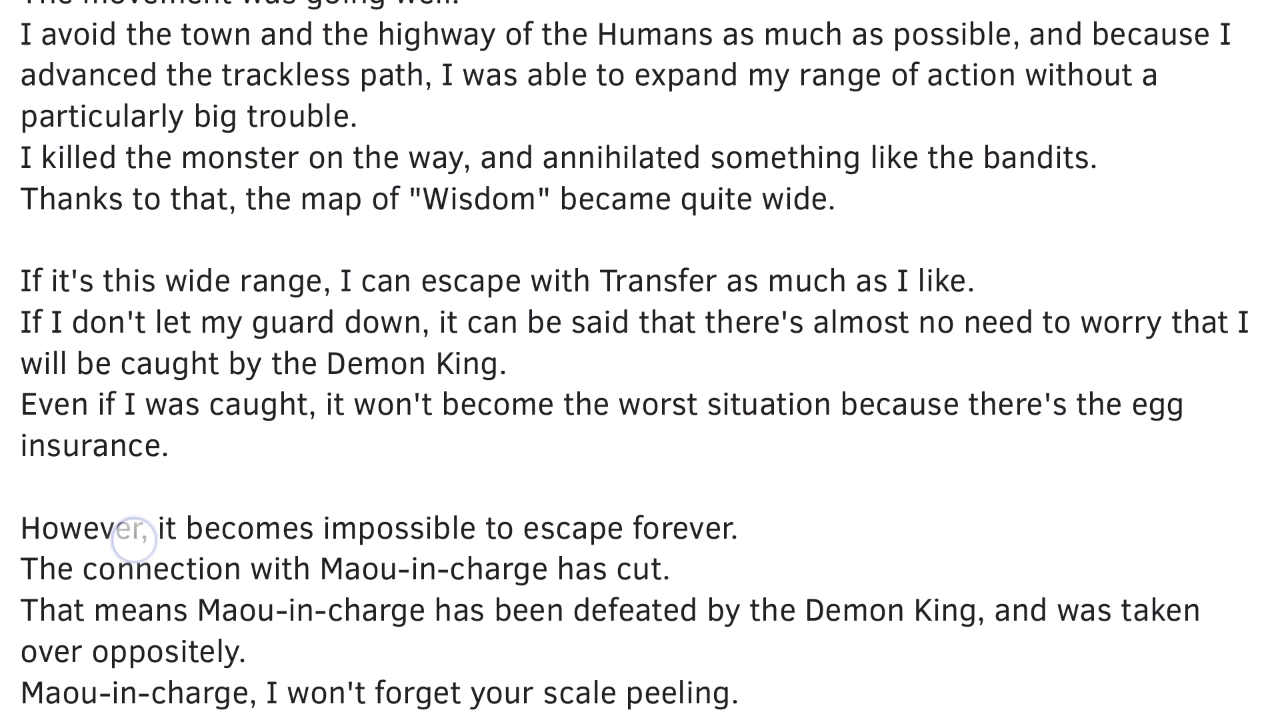 The movement was going well.
I avoid the town and the highway of the Humans as much as possible, and because I
advanced the trackless path, I was able to expand my range of action without a
particularly big trouble.
I killed the monster on the way, and annihilated something like the bandits.
Thanks to that, the map of "Wisdom" became quite wide.
If it's this wide range, I can escape with Transfer as much as I like.
If I don't let my guard down, it can be said that there's almost no need to worry that I
will be caught by the Demon King.
Even if I was caught, it won't become the worst situation because there's the egg
insurance.
However, it becomes impossible to escape forever.
The connection with Maou-in-charge has cut.
That means Maou-in-charge has been defeated by the Demon King, and was taken
over oppositely.
Maou-in-charge, I won't forget your scale peeling.